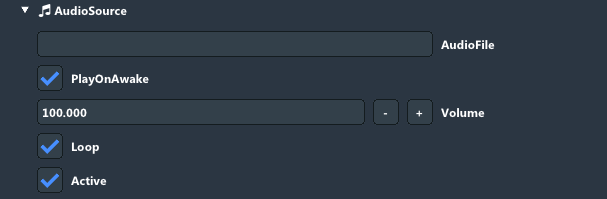 AudioSource
AudioFile
PlayOnAwake
100.000 - + Volume
Loop
Active